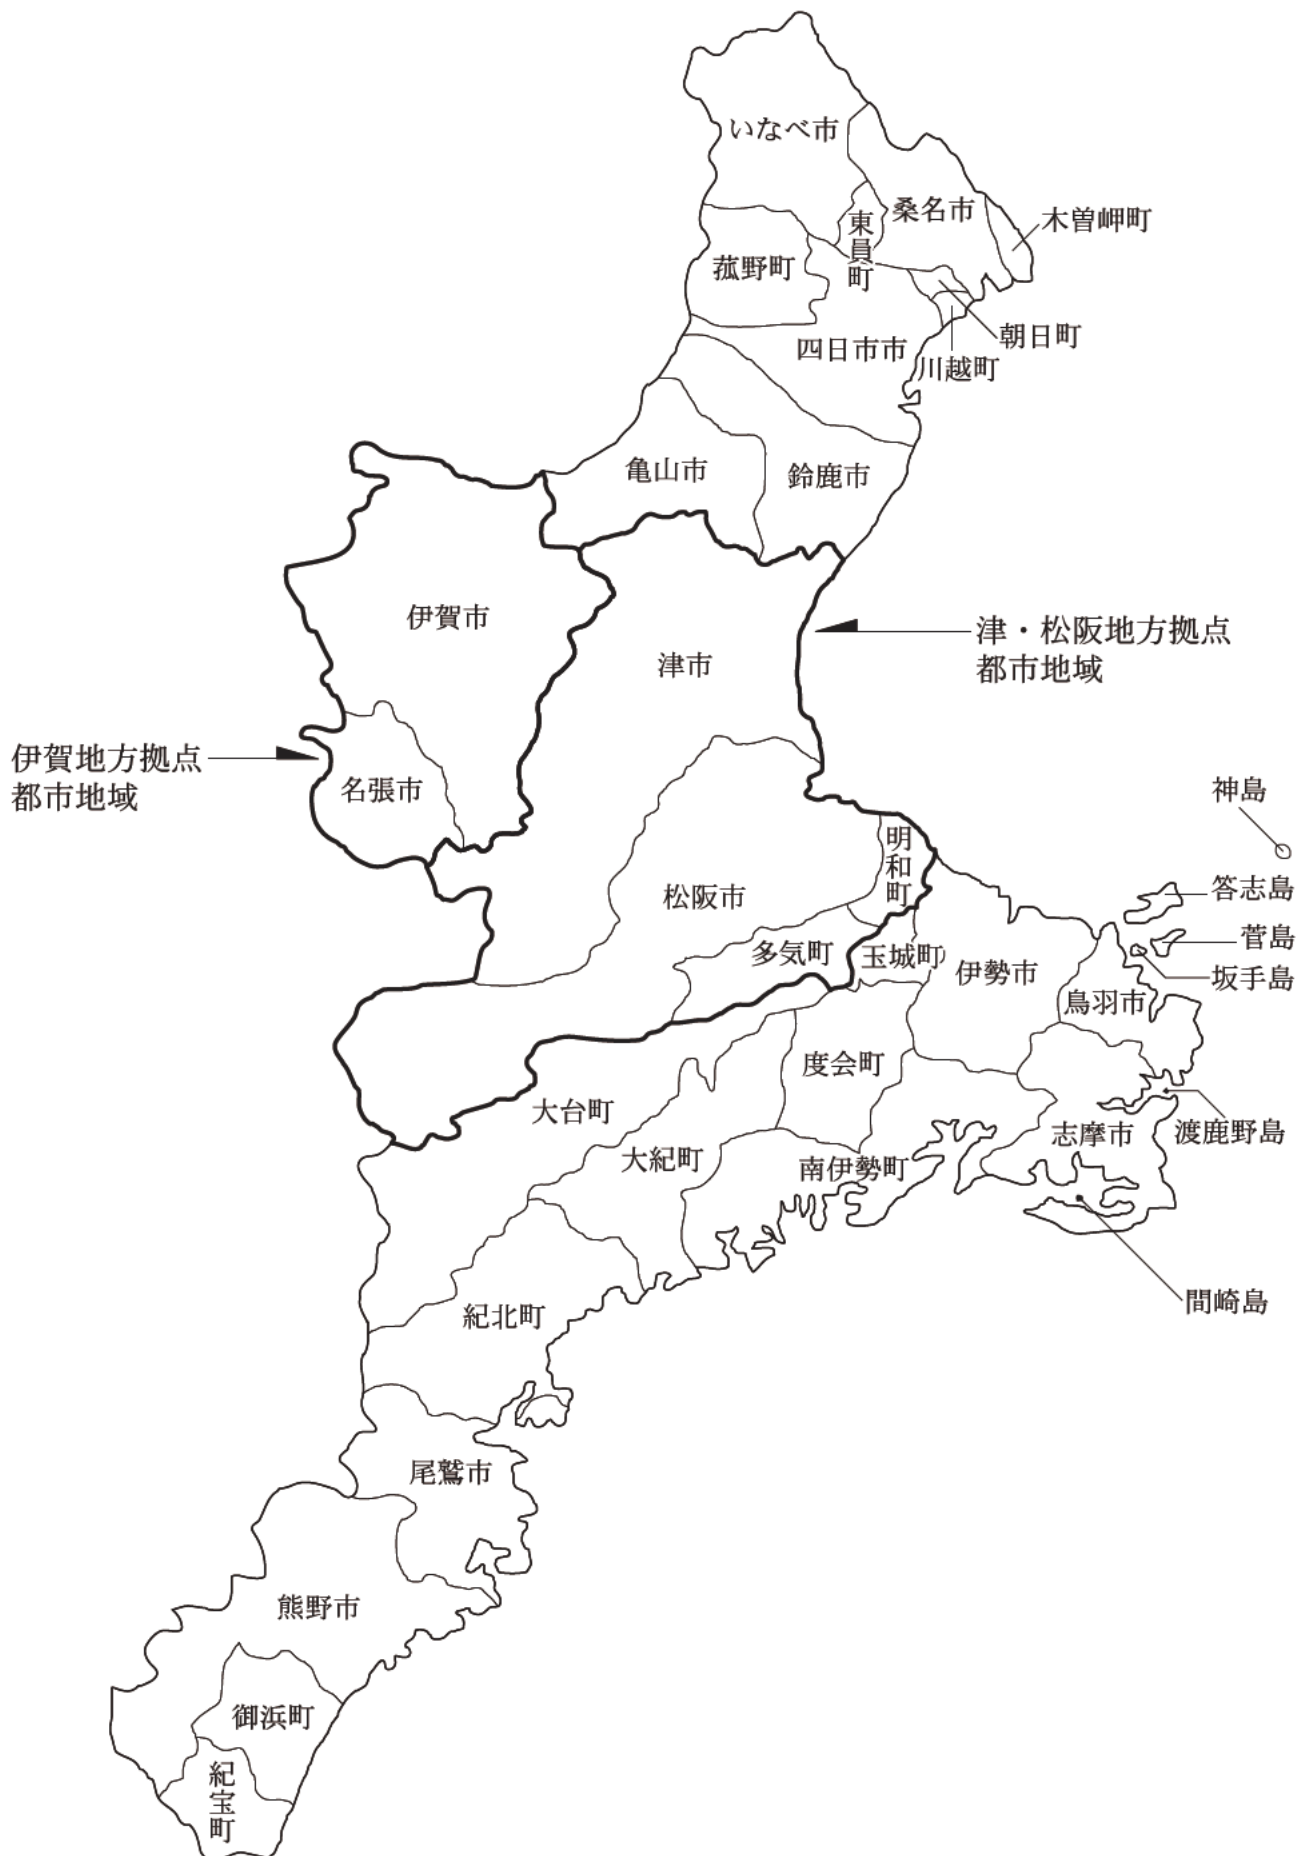 いなべ市
桑名市
木曽岬町
東員町
菰野町
朝日町
四日市市
川越町
亀山市
鈴鹿市
伊賀市
津・松阪地方拠点
都市地域
津市
伊賀地方拠点
都市地域
名張市
神島
明和町
答志島
松阪市
菅島
多気町
玉城町
伊勢市
坂手島
鳥羽市
度会町
大台町
志摩市
渡鹿野島
大紀町
南伊勢町
間崎島
紀北町
尾鷲市
熊野市
御浜町
紀宝町